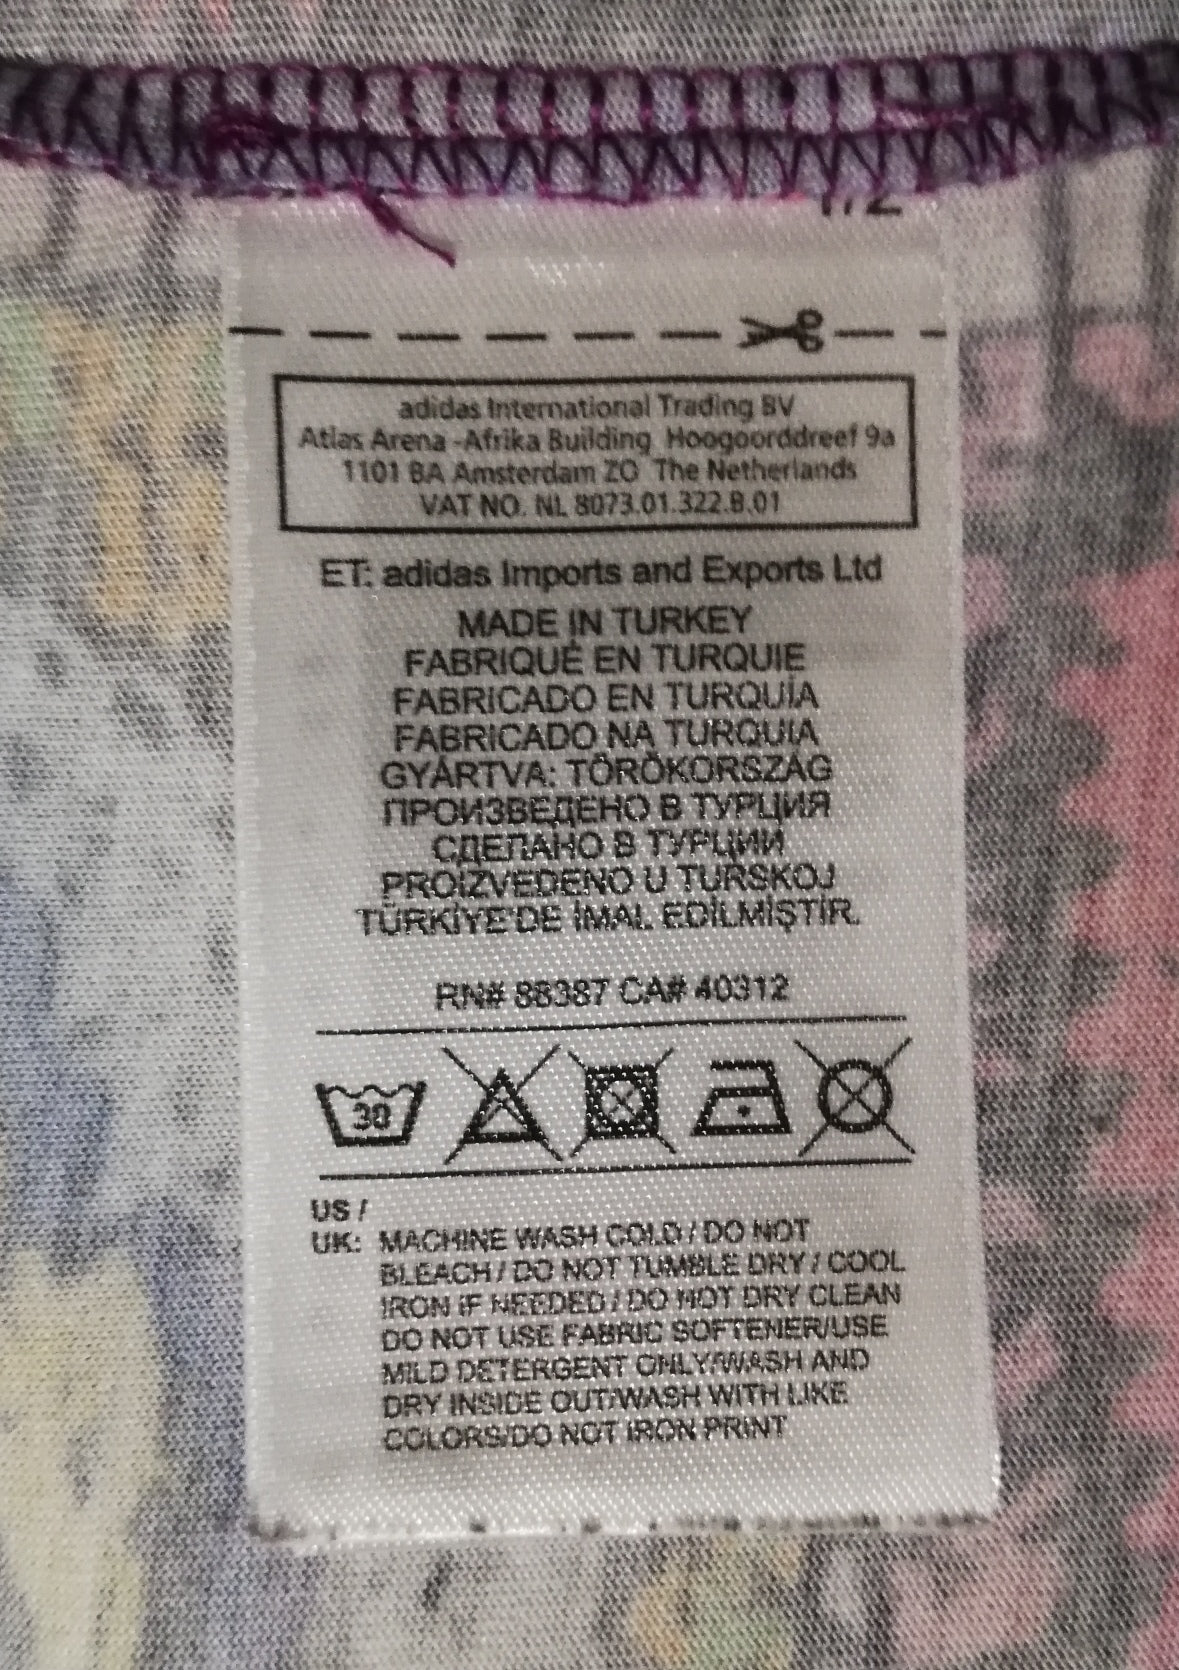 1/2
adidas International Trading BV
Atlas Arena -Afrika Building Hoogoorddreef 9a
1101 BA Amsterdam ZO The Netherlands
VAT NO. NL 8073.01.322.B.01
ET: adidas Imports and Exports Ltd
MADE IN TURKEY
FABRIQUÉ EN TURQUIE
FABRICADO EN TURQUÍA
FABRICADO NA TURQUIA
GYÁRTVA: TÖRÖKORSZÁG
ПРОИЗВЕДЕНО В ТУРЦИЯ
СДЕЛАНО В ТУРЦИИ
PROIZVEDENO U TURSKOJ
TÜRKİYE'DE İMAL EDİLMİŞTİR.
RN# 88387 CA# 40312
30
US /
UK: MACHINE WASH COLD / DO NOT
BLEACH / DO NOT TUMBLE DRY / COOL
IRON IF NEEDED / DO NOT DRY CLEAN
DO NOT USE FABRIC SOFTENER/USE
MILD DETERGENT ONLY/WASH AND
DRY INSIDE OUT/WASH WITH LIKE
COLORS/DO NOT IRON PRINT